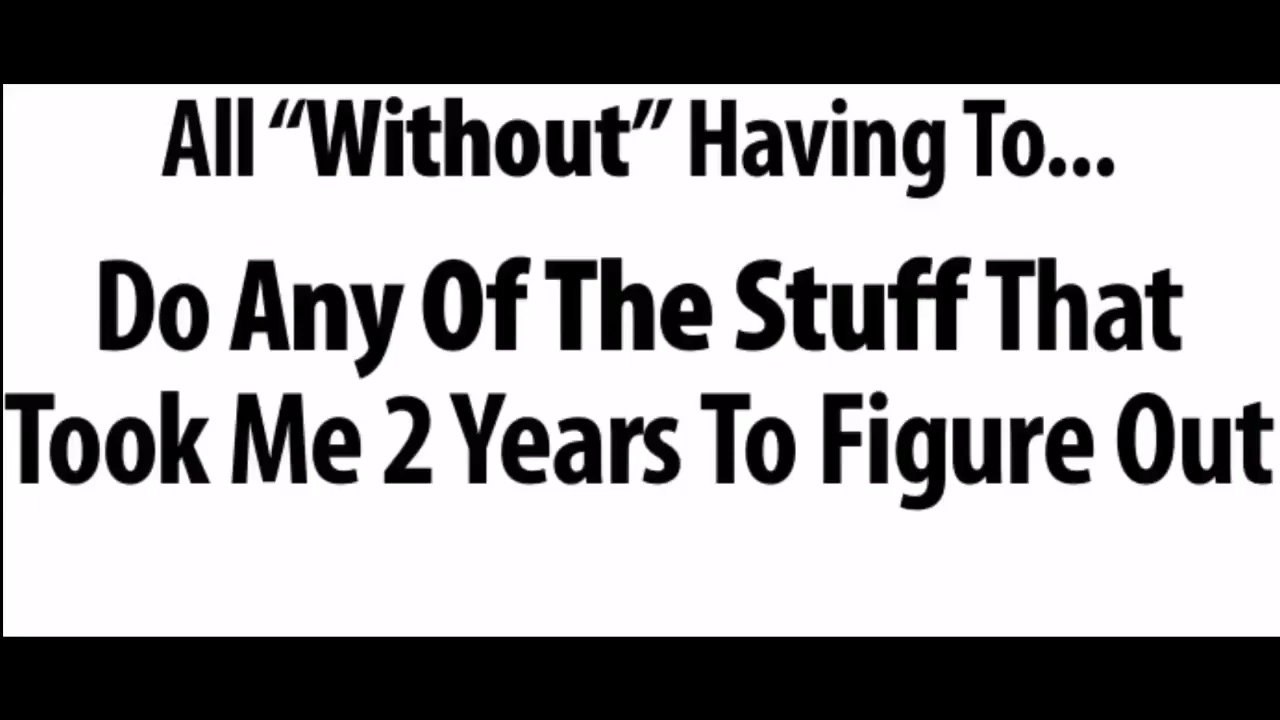 All “Without” Having To...
Do Any Of The Stuff That
Took Me 2 Years To Figure Out